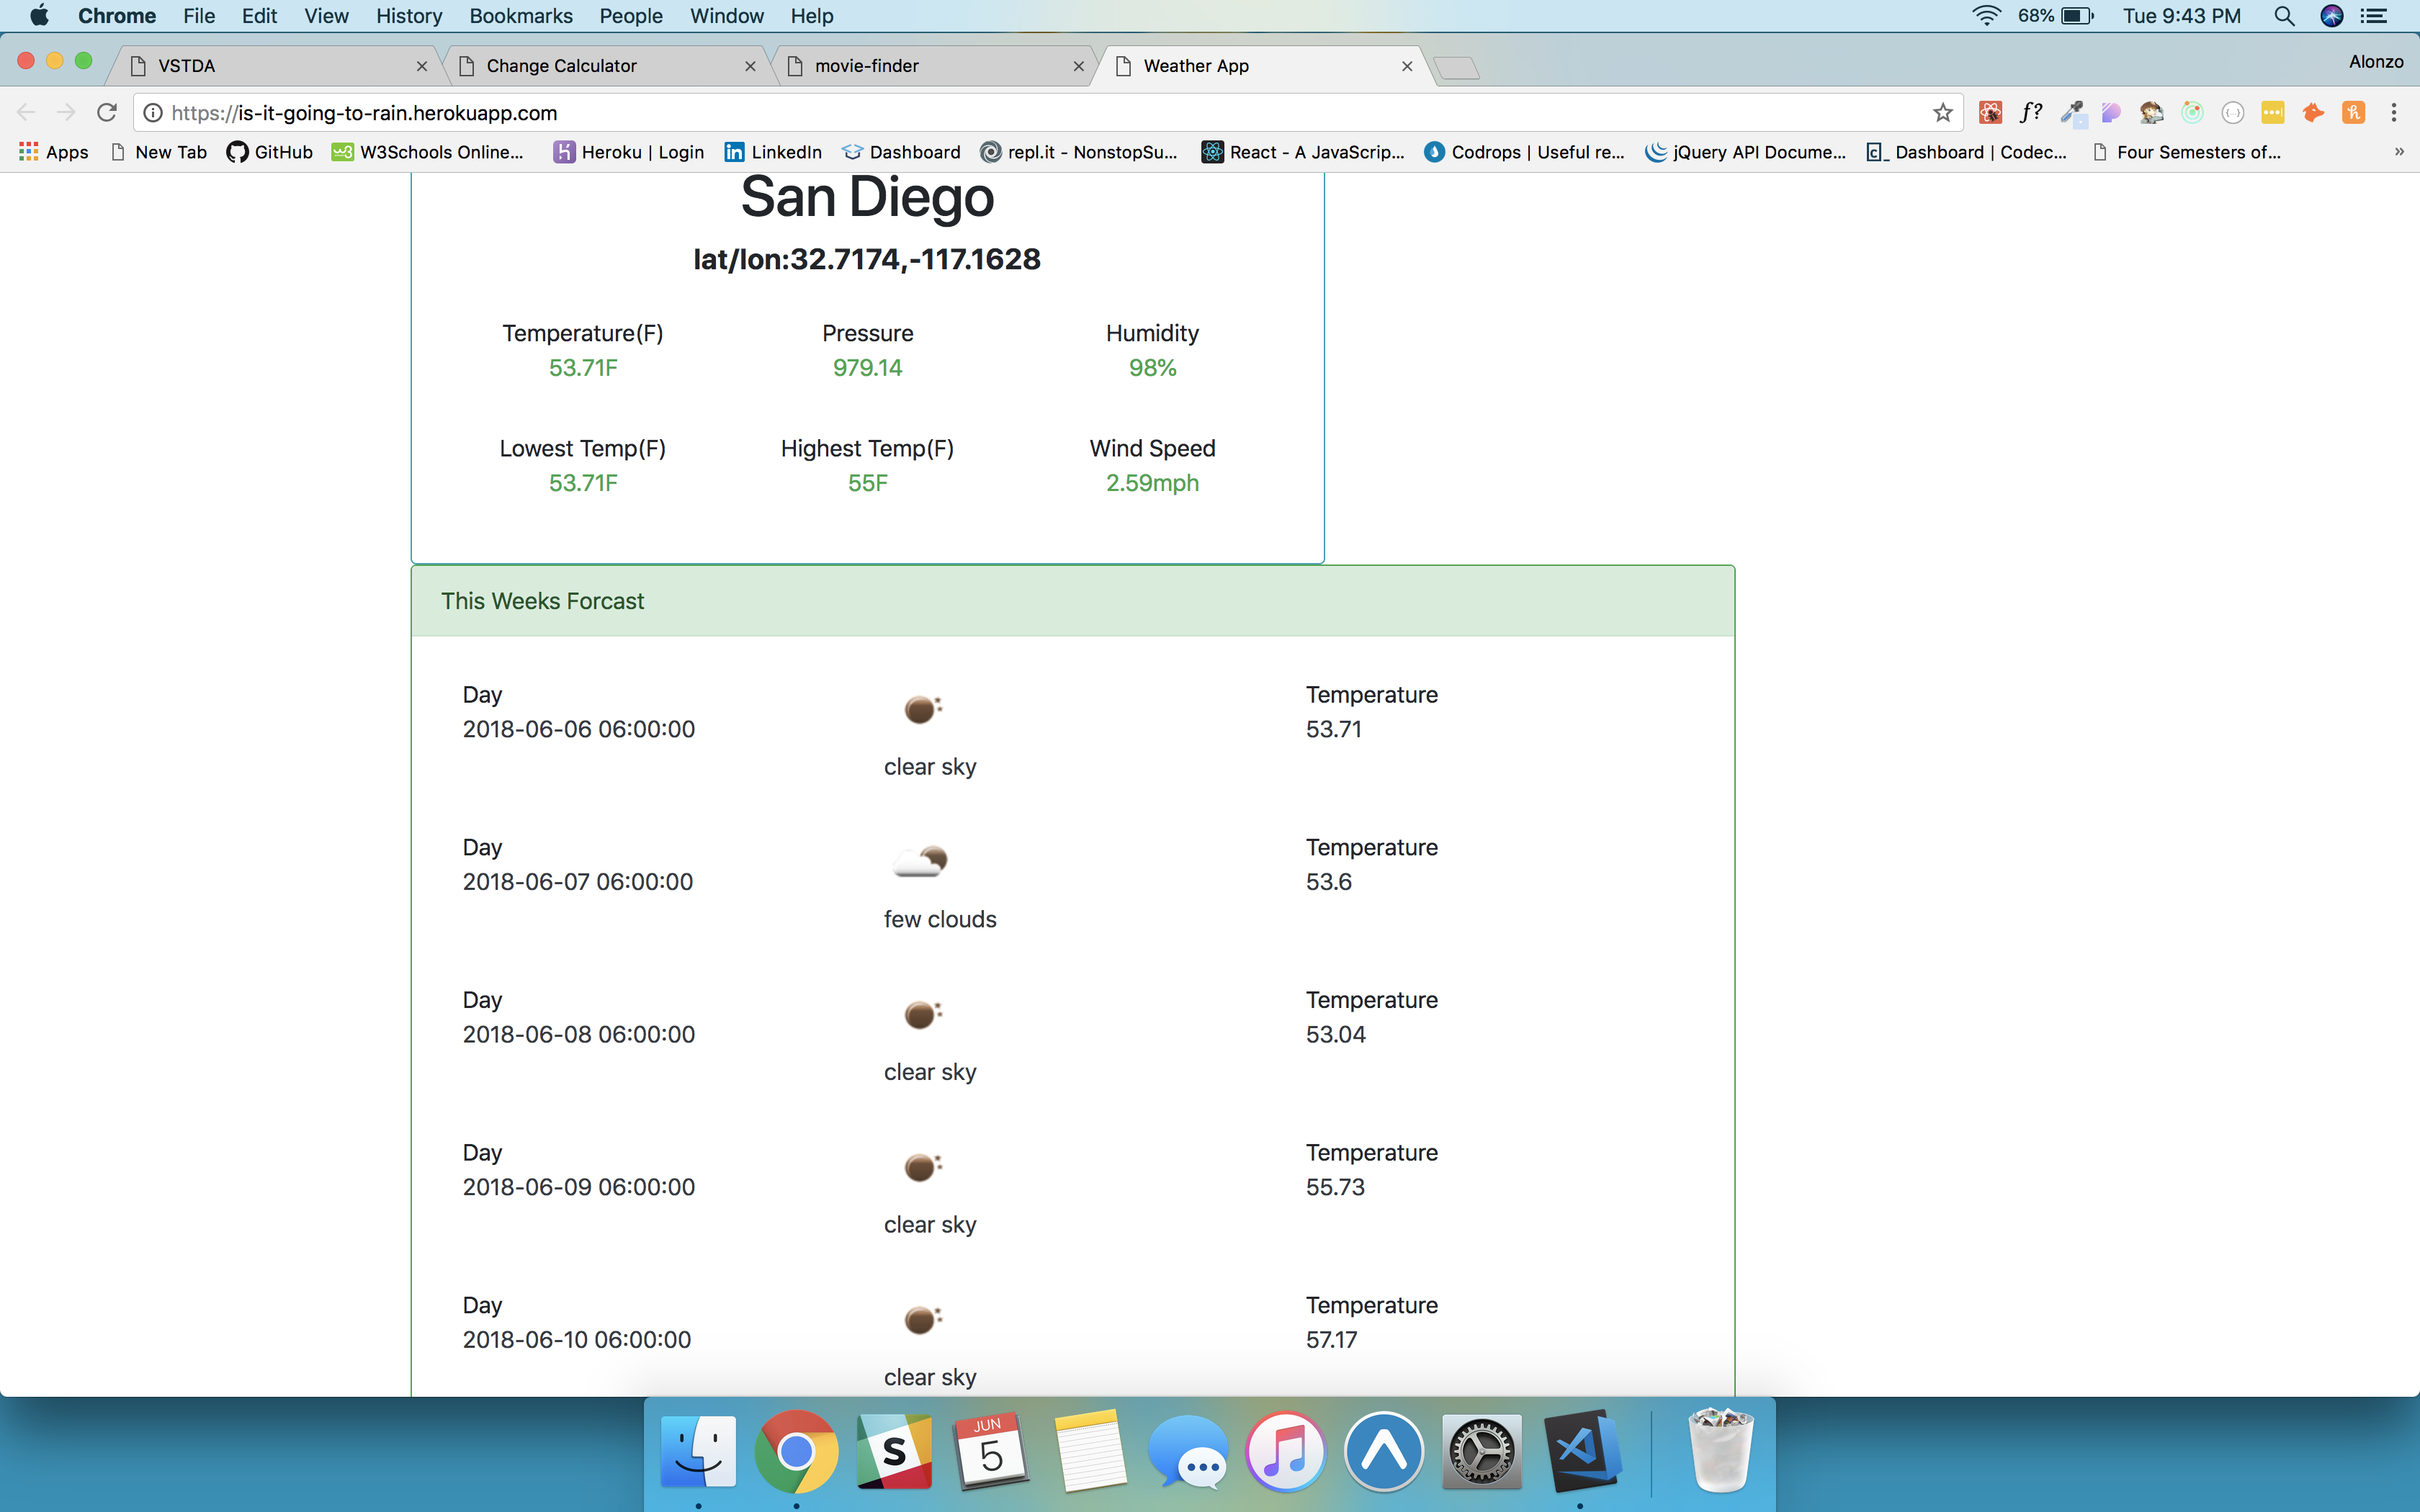 Chrome File Edit View History Bookmarks People Window Help 68% Tue 9:43 PM
VSTDA Change Calculator movie-finder Weather App Alonzo
https://is-it-going-to-rain.herokuapp.com f?
Apps New Tab GitHub W3Schools Online... Heroku | Login LinkedIn Dashboard repl.it - NonstopSu... React - A JavaScrip... Codrops | Useful re... jQuery API Docume... Dashboard | Codec... Four Semesters of... »
San Diego
lat/lon:32.7174,-117.1628
Temperature(F) Pressure Humidity
53.71F 979.14 98%
Lowest Temp(F) Highest Temp(F) Wind Speed
53.71F 55F 2.59mph
This Weeks Forcast
Day Temperature
2018-06-06 06:00:00 53.71
clear sky
Day Temperature
2018-06-07 06:00:00 53.6
few clouds
Day Temperature
2018-06-08 06:00:00 53.04
clear sky
Day Temperature
2018-06-09 06:00:00 55.73
clear sky
Day Temperature
2018-06-10 06:00:00 57.17
clear sky
JUN
5
S